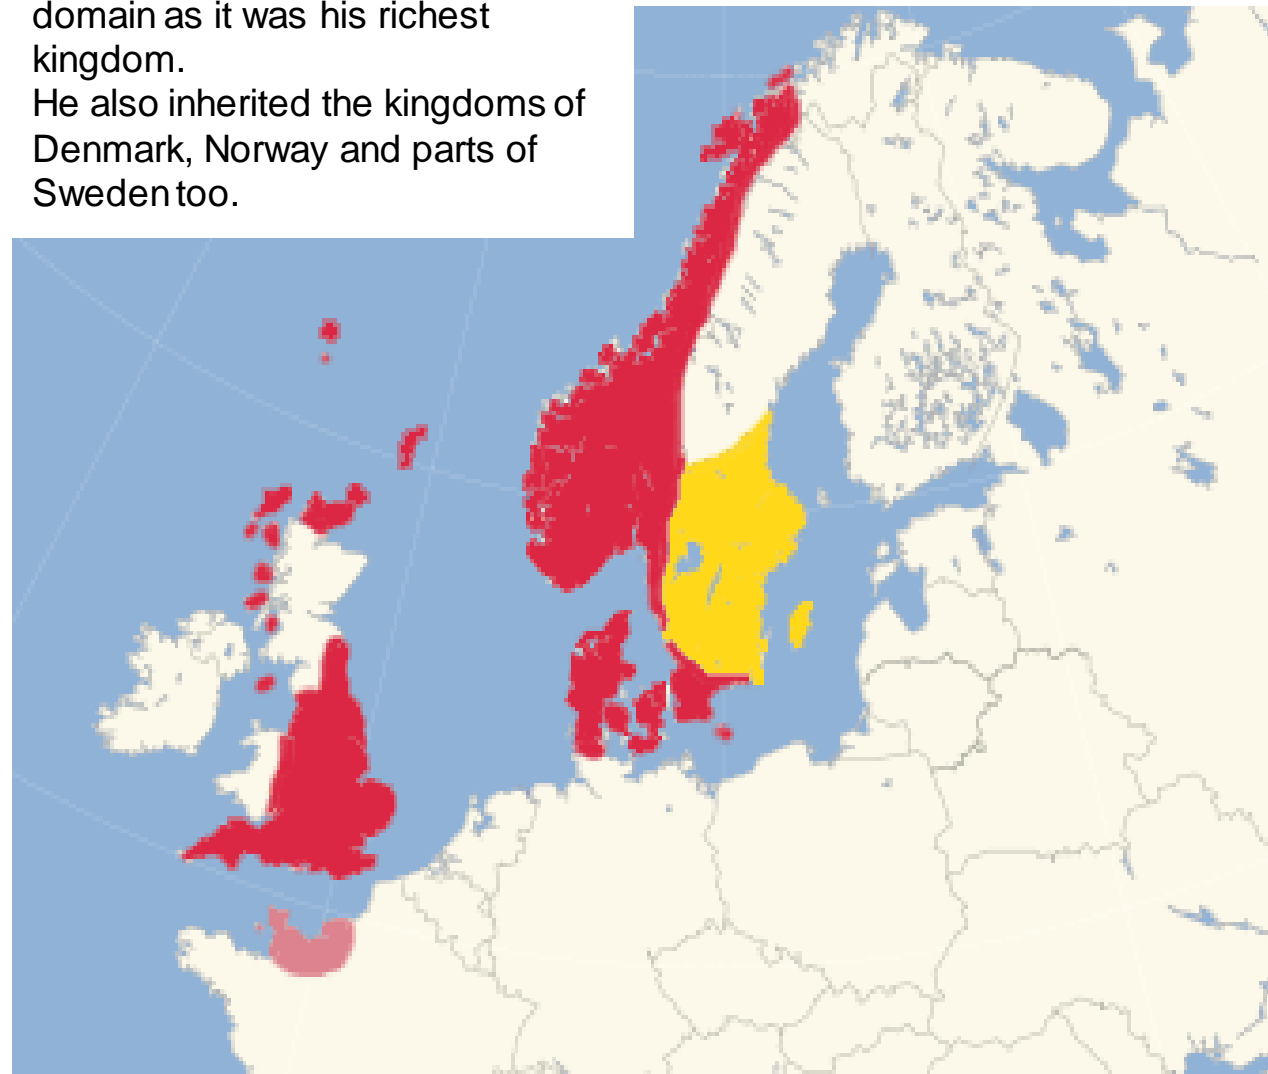 domain as it was his richest
kingdom.
He also inherited the kingdoms of
Denmark, Norway and parts of
Sweden too.